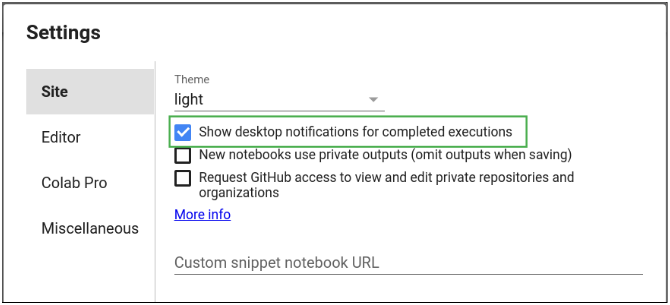 Settings
Site
Editor
Colab Pro
Miscellaneous
Theme
light
Show desktop notifications for completed executions
New notebooks use private outputs (omit outputs when saving)
Request GitHub access to view and edit private repositories and
organizations
More info
Custom snippet notebook URL